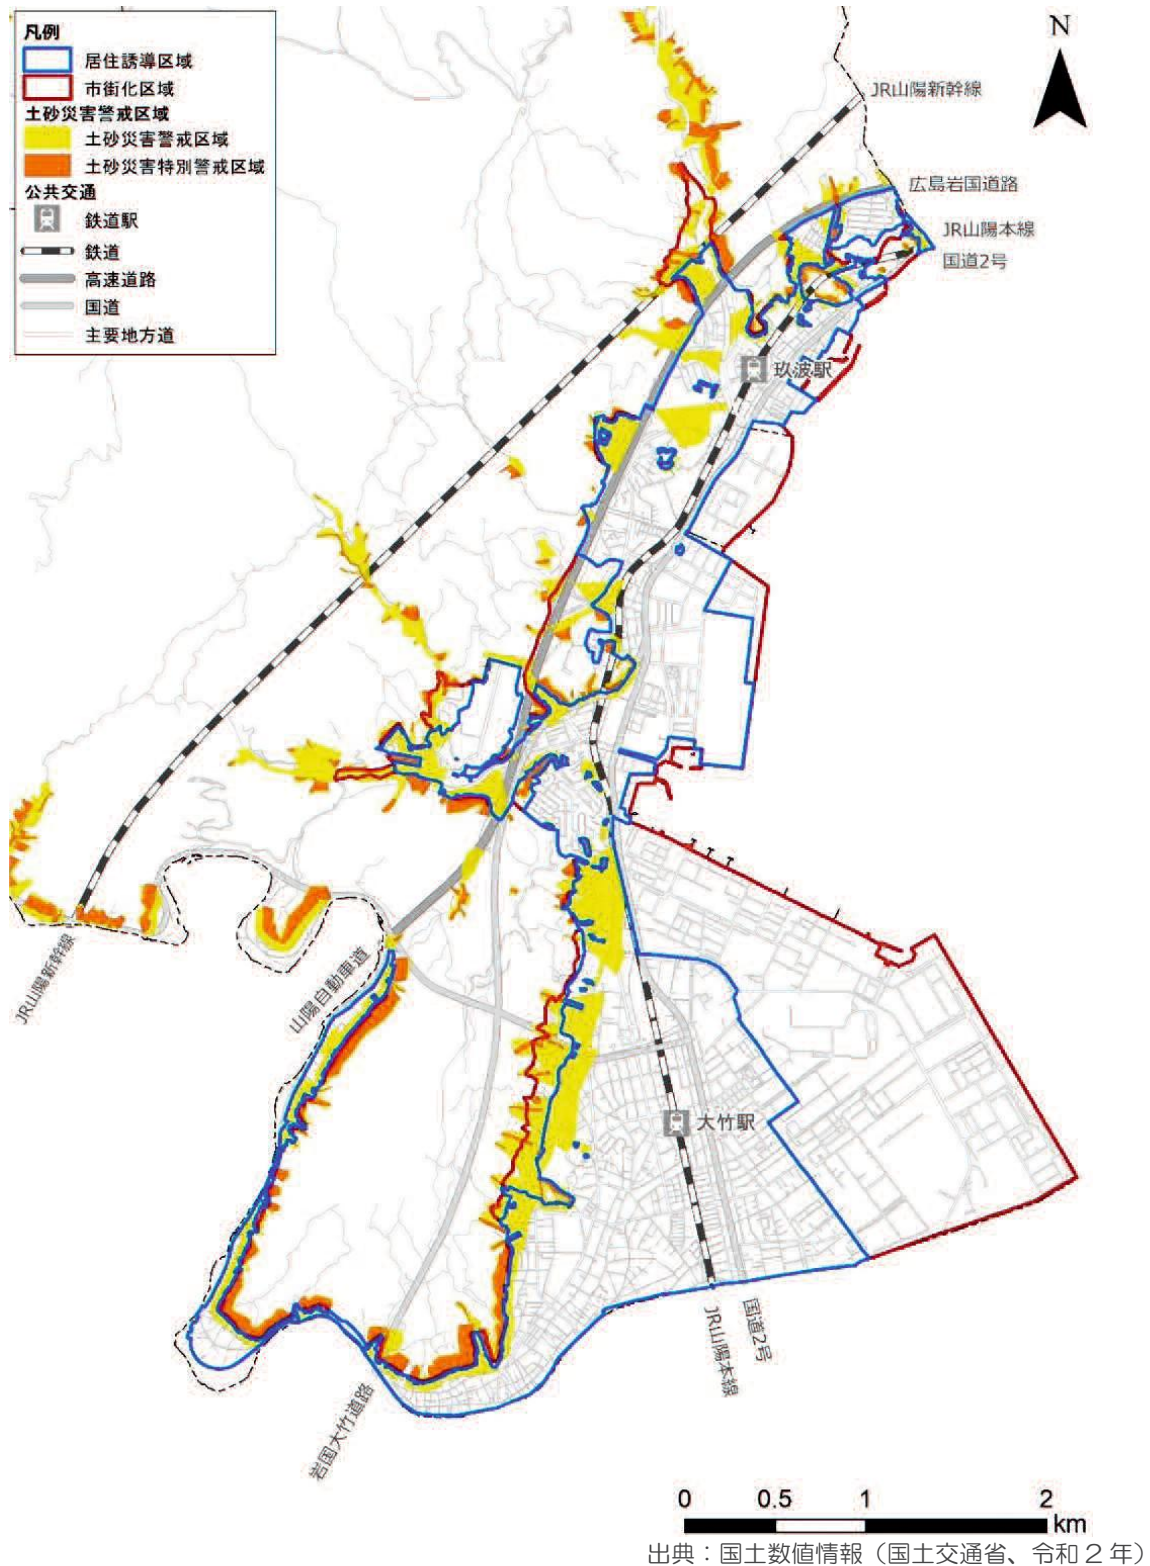 凡例
居住誘導区域
市街化区域
土砂災害警戒区域
土砂災害警戒区域
土砂災害特別警戒区域
公共交通
鉄道駅
鉄道
高速道路
国道
主要地方道
N
JR山陽新幹線
広島岩国道路
JR山陽本線
国道2号
玖波駅
JR山陽新幹線
山陽自動車道
大竹駅
岩国大竹道路
JR山陽本線
国道2号
0 0.5 1 2
km
出典：国土数値情報（国土交通省、令和２年）